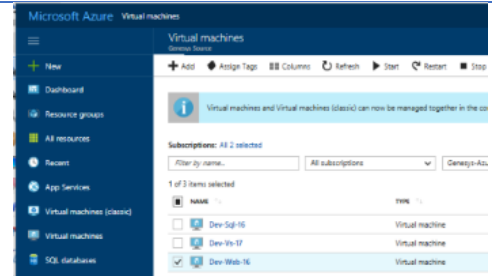 Microsoft Azure Virtual machines
Virtual machines
Genesys Source
New
Add Assign Tags Columns Refresh Start Restart Stop
Dashboard
Resource groups
All resources
Recent
App Services
Virtual machines (classic)
Virtual machines
SQL databases
Virtual machines and Virtual machines (classic) can now be managed together in the co
Subscriptions: All 2 selected
Filter by name... All subscriptions Genesys-Azu
1 of 3 items selected
NAME TYPE
Dev-Sql-16 Virtual machine
Dev-Vs-17 Virtual machine
Dev-Web-16 Virtual machine